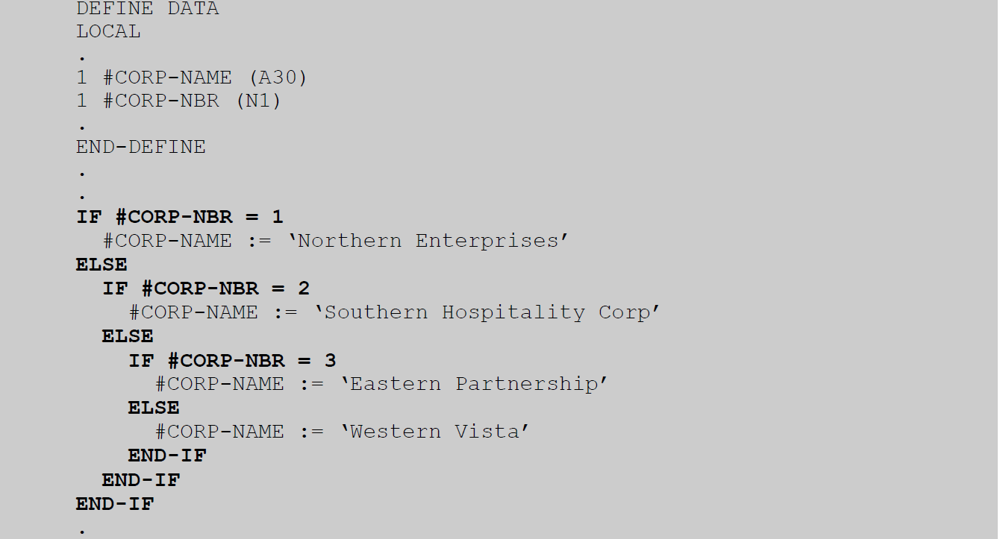 DEFINE DATA
LOCAL
.
1 #CORP-NAME (A30)
1 #CORP-NBR (N1)
.
END-DEFINE
.
.
IF #CORP-NBR = 1
#CORP-NAME := ‘Northern Enterprises’
ELSE
IF #CORP-NBR = 2
#CORP-NAME := ‘Southern Hospitality Corp’
ELSE
IF #CORP-NBR = 3
#CORP-NAME := ‘Eastern Partnership’
ELSE
#CORP-NAME := ‘Western Vista’
END-IF
END-IF
END-IF
.